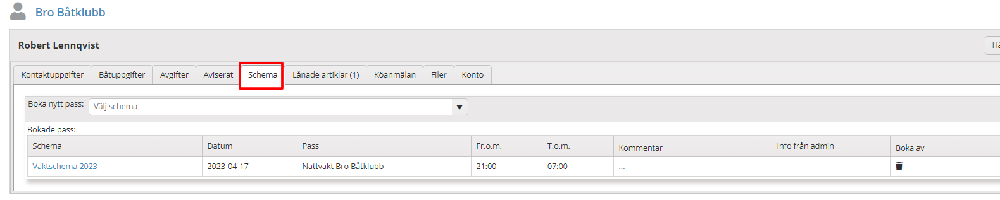 Bro Båtklubb
Robert Lennqvist
Kontaktuppgifter Båtuppgifter Avgifter Aviserat Schema Lånade artiklar (1) Köanmälan Filer Konto
Boka nytt pass: Välj schema
Bokade pass:
Schema Datum Pass Fr.o.m. T.o.m. Kommentar Info från admin Boka av
Vaktschema 2023 2023-04-17 Nattvakt Bro Båtklubb 21:00 07:00 ...